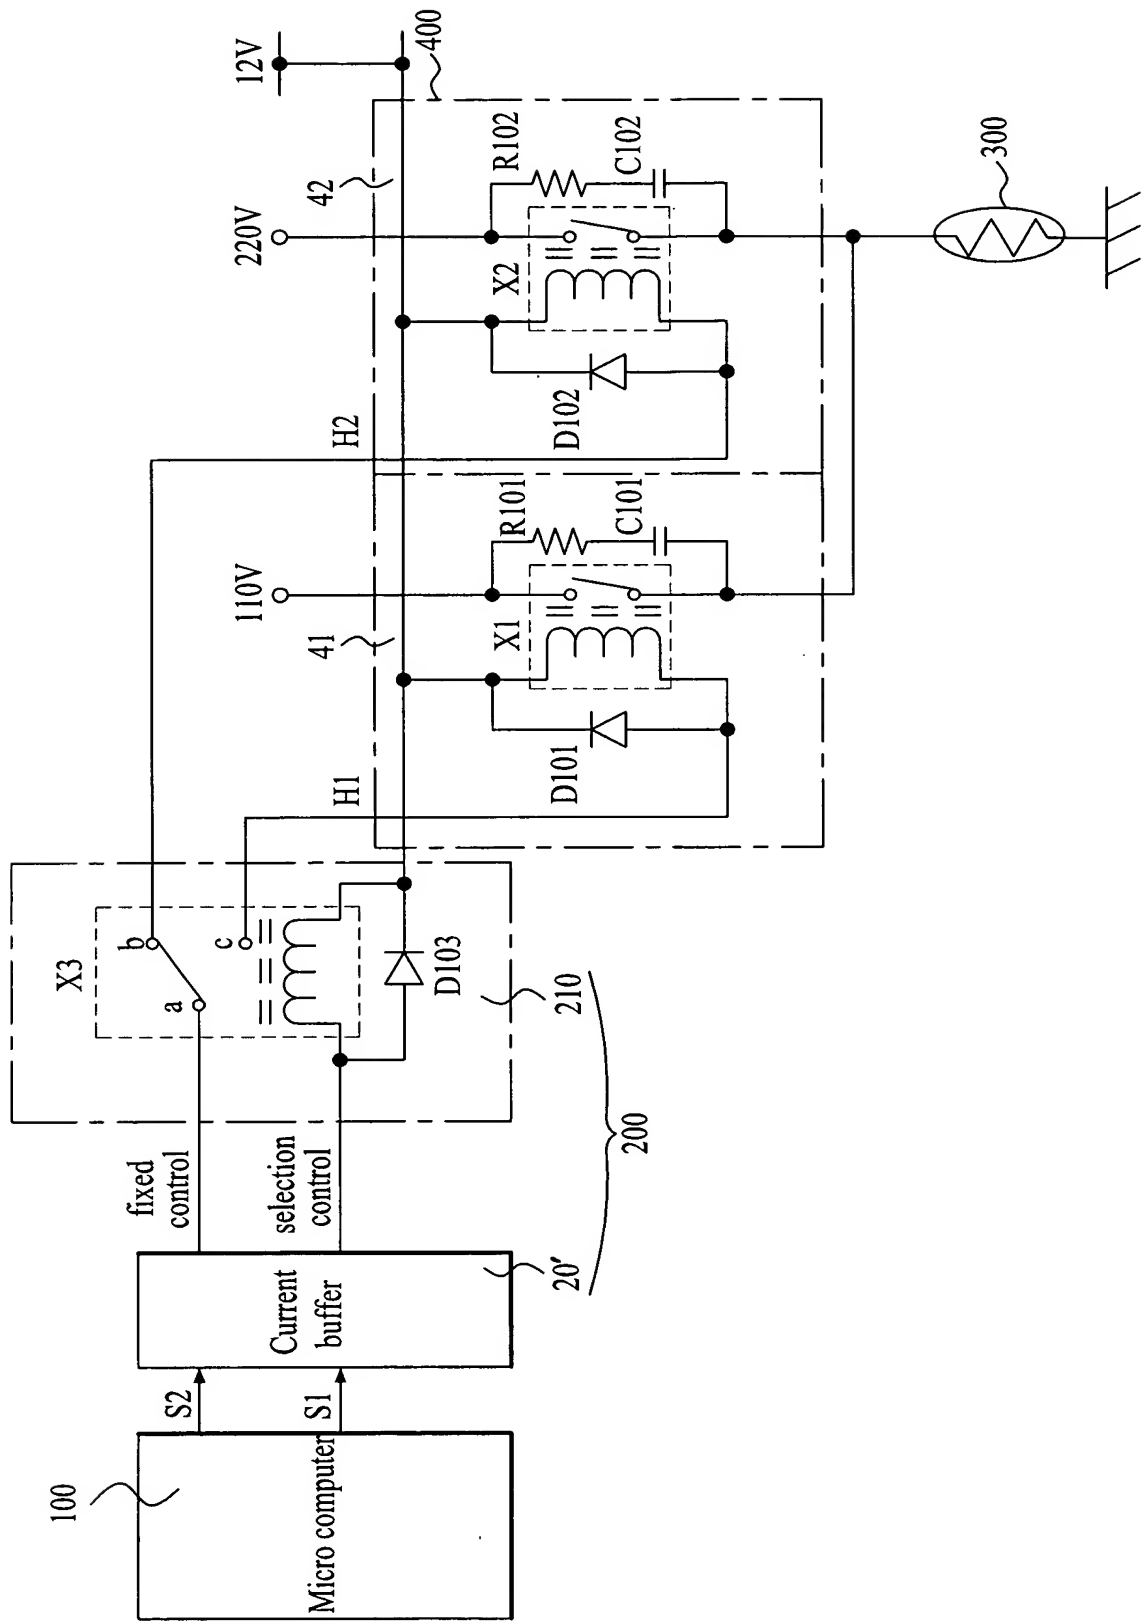 100
Micro computer
S2
S1
Current
buffer
20'
fixed
control
selection
control
200
210
X3
a
b
c
D103
H1
H2
41
42
110V
220V
12V
400
D101
X1
R101
C101
D102
X2
R102
C102
300